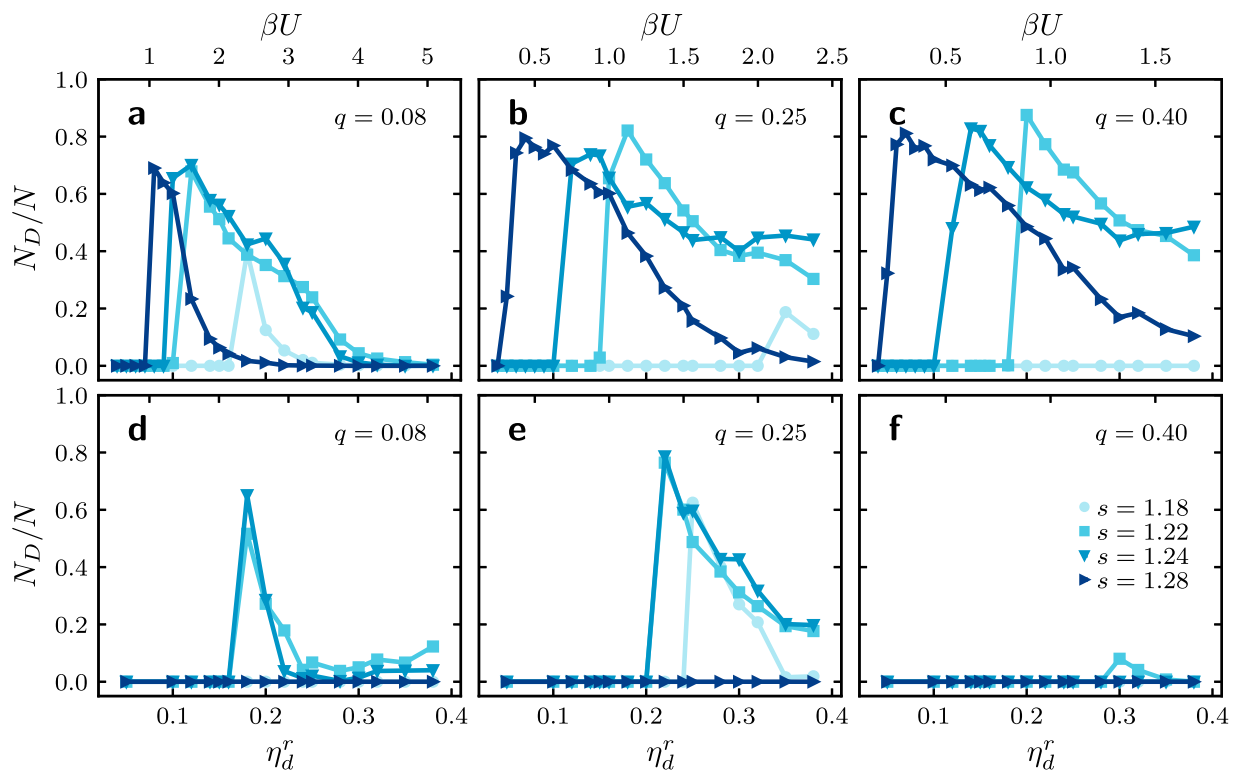 βU βU βU
1 2 3 4 5 0.5 1.0 1.5 2.0 2.5 0.5 1.0 1.5
1.0
a q = 0.08 b q = 0.25 c q = 0.40
0.8
0.6
N_D/N
0.4
0.2
0.0
1.0
d q = 0.08 e q = 0.25 f q = 0.40
0.8
s = 1.18
0.6
s = 1.22
N_D/N
s = 1.24
0.4
s = 1.28
0.2
0.0
0.1 0.2 0.3 0.4 0.1 0.2 0.3 0.4 0.1 0.2 0.3 0.4
η_d^r η_d^r η_d^r